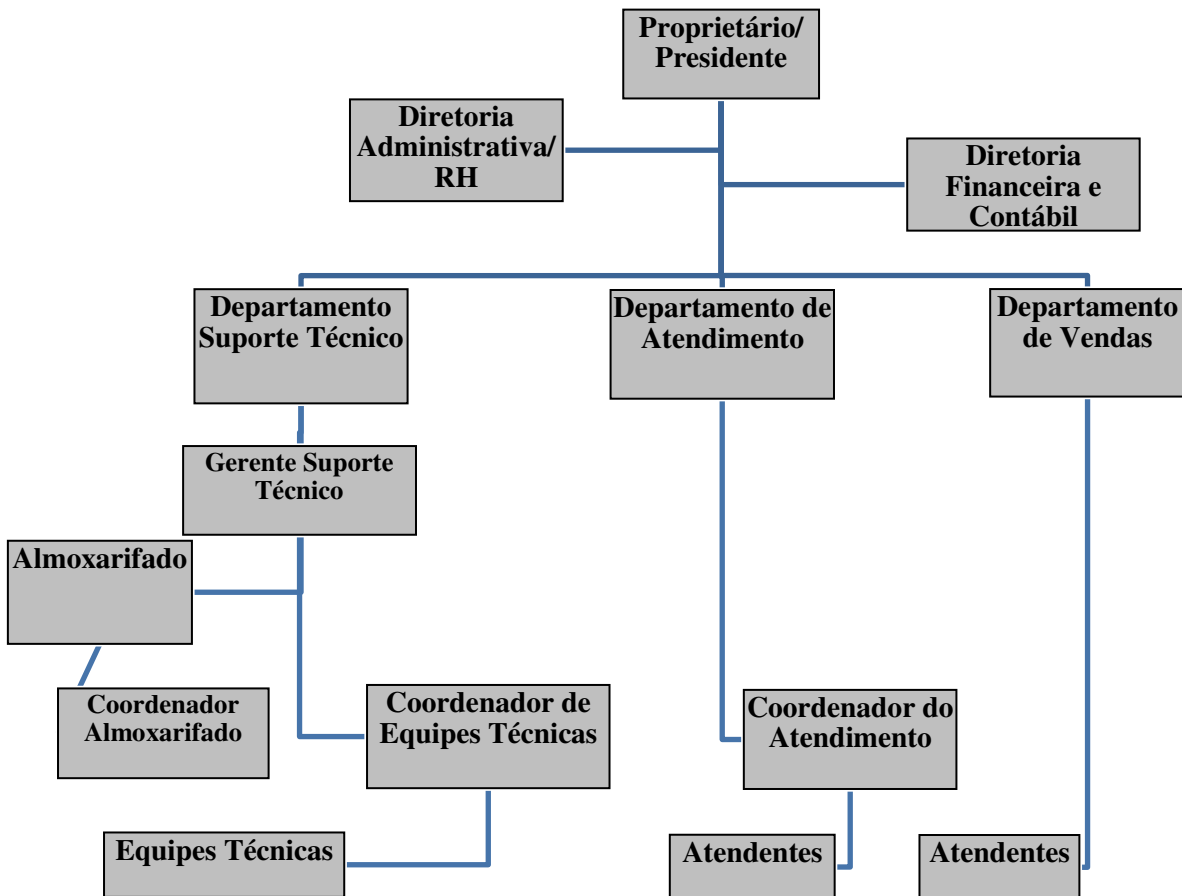 Proprietário/
Presidente
Diretoria
Administrativa/
RH
Diretoria
Financeira e
Contábil
Departamento
Suporte Técnico
Departamento de
Atendimento
Departamento
de Vendas
Gerente Suporte
Técnico
Almoxarifado
Coordenador
Almoxarifado
Coordenador de
Equipes Técnicas
Coordenador do
Atendimento
Equipes Técnicas
Atendentes
Atendentes